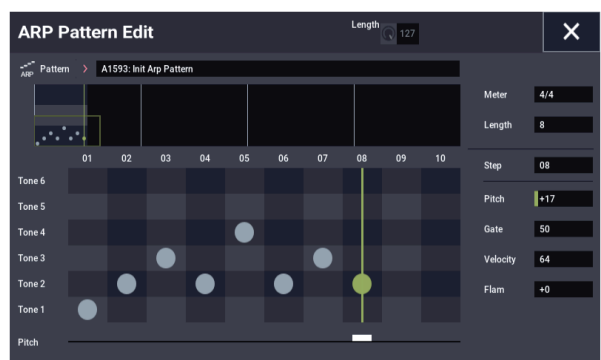 ARP Pattern Edit
Length 127
ARP Pattern > A1593: Init Arp Pattern
Meter 4/4
Length 8
01 02 03 04 05 06 07 08 09 10
Step 08
Tone 6
Tone 5
Pitch +17
Tone 4
Gate 50
Tone 3
Velocity 64
Tone 2
Flam +0
Tone 1
Pitch